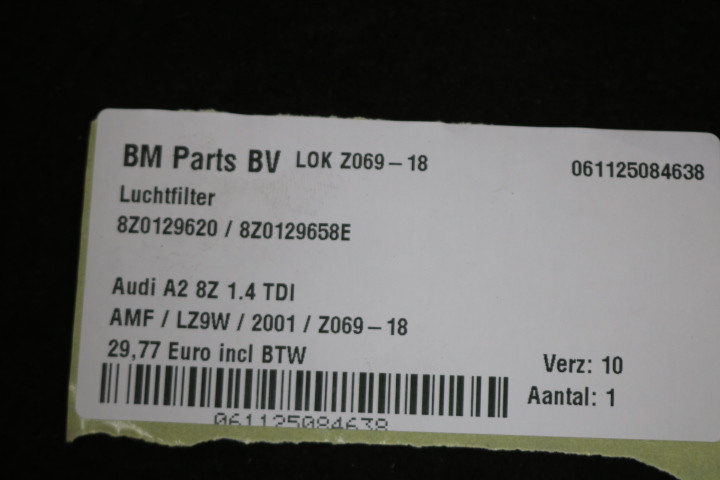 BM Parts BV LOK Z069-18 061125084638
Luchtfilter
8Z0129620 / 8Z0129658E
Audi A2 8Z 1.4 TDI
AMF / LZ9W / 2001 / Z069-18
29,77 Euro incl BTW
Verz: 10
Aantal: 1
061125084638